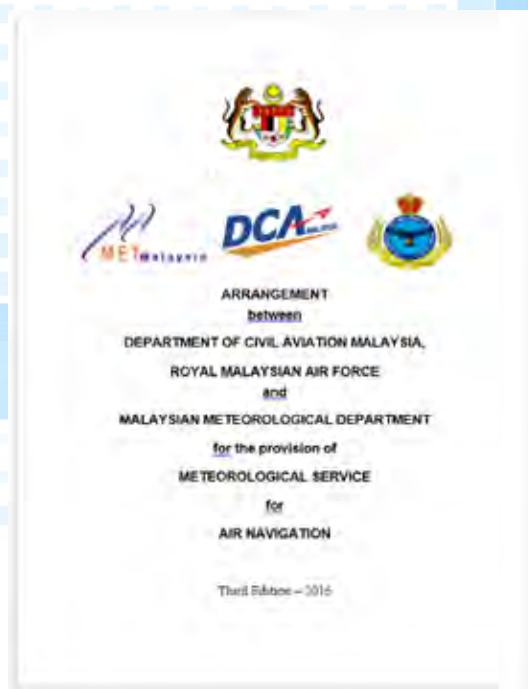 METMalaysia
DCA
ARRANGEMENT
between
DEPARTMENT OF CIVIL AVIATION MALAYSIA,
ROYAL MALAYSIAN AIR FORCE
and
MALAYSIAN METEOROLOGICAL DEPARTMENT
for the provision of
METEOROLOGICAL SERVICE
for
AIR NAVIGATION
Third Edition – 2016